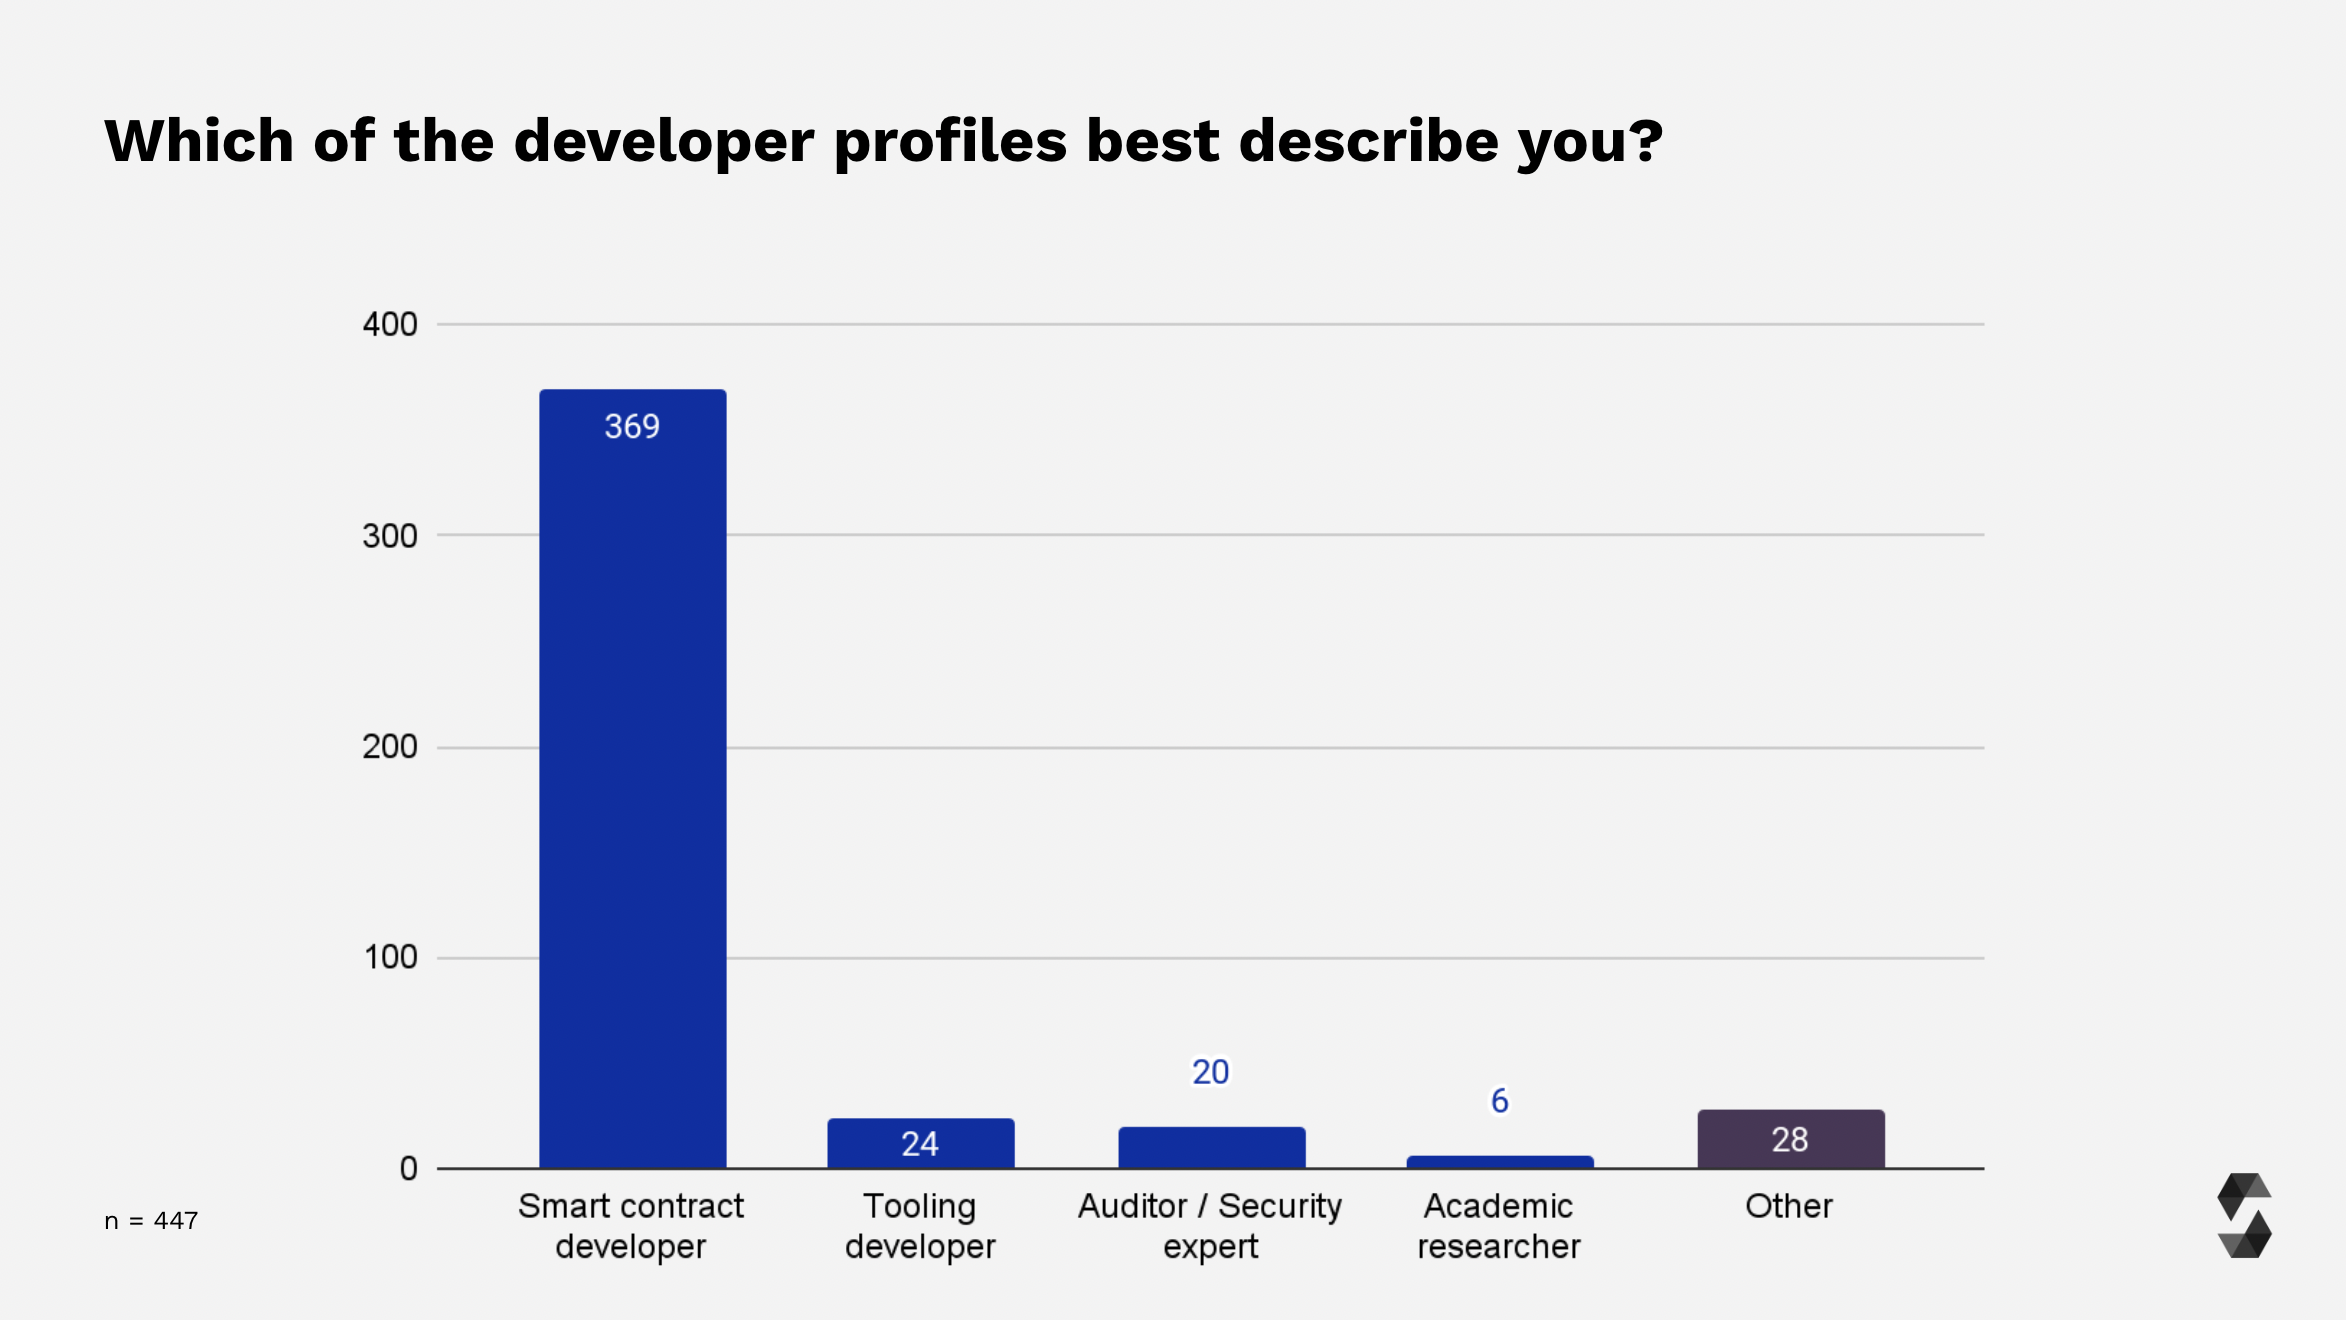 Which of the developer profiles best describe you?
400
300
200
100
0
369
24
20
6
28
Smart contract
developer
Tooling
developer
Auditor / Security
expert
Academic
researcher
Other
n = 447